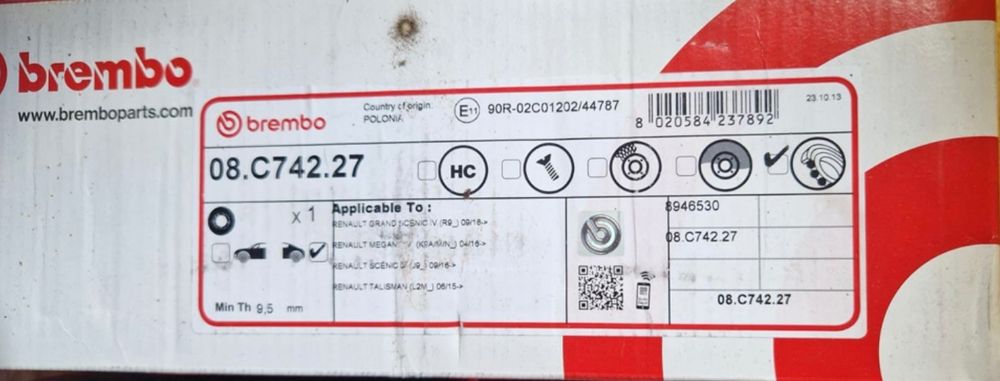 brembo
www.bremboparts.com
brembo
Country of origin:
POLONIA
E11 90R-02C01202/44787
8 020584 237892
23.10.13
08.C742.27
HC
x 1
Min Th 9,5 mm
Applicable To :
RENAULT GRAND SCENIC IV (R9_) 09/16->
RENAULT MEGANE IV (K9A/M/N_) 04/16->
RENAULT SCENIC IV (J9_) 09/16->
RENAULT TALISMAN (L2M_) 06/15->
8946530
08.C742.27
08.C742.27